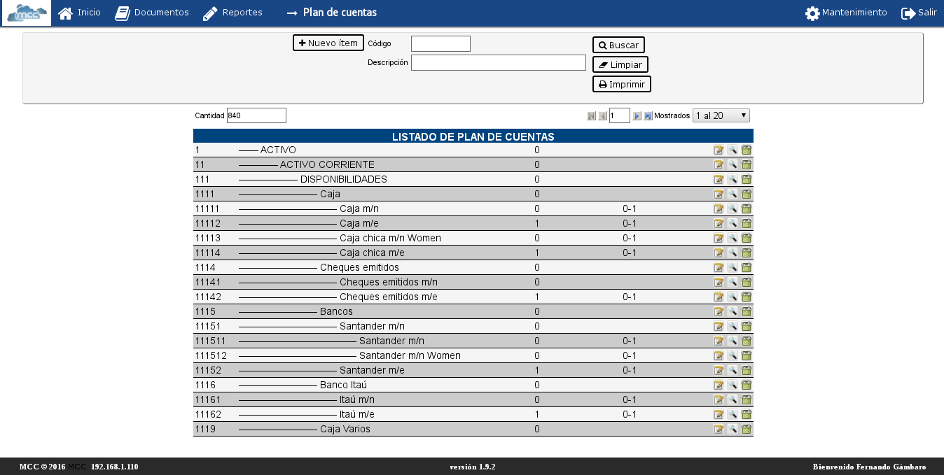 MCC Inicio Documentos Reportes → Plan de cuentas Mantenimiento Salir
Nuevo ítem Código Buscar
Descripción Limpiar
Imprimir
Cantidad 840 1 Mostrados 1 al 20
LISTADO DE PLAN DE CUENTAS
1 ACTIVO 0
11 ACTIVO CORRIENTE 0
111 DISPONIBILIDADES 0
1111 Caja 0
11111 Caja m/n 0 0-1
11112 Caja m/e 1 0-1
11113 Caja chica m/n Women 0 0-1
11114 Caja chica m/e 1 0-1
1114 Cheques emitidos 0
11141 Cheques emitidos m/n 0
11142 Cheques emitidos m/e 1 0-1
1115 Bancos 0
11151 Santander m/n 0
111511 Santander m/n 0 0-1
111512 Santander m/n Women 0 0-1
11152 Santander m/e 1 0-1
1116 Banco Itaú 0
11161 Itaú m/n 0 0-1
11162 Itaú m/e 1 0-1
1119 Caja Varios 0
MCC © 2016 MCC 192.168.1.110 versión 1.9.2 Bienvenido Fernando Gámbaro